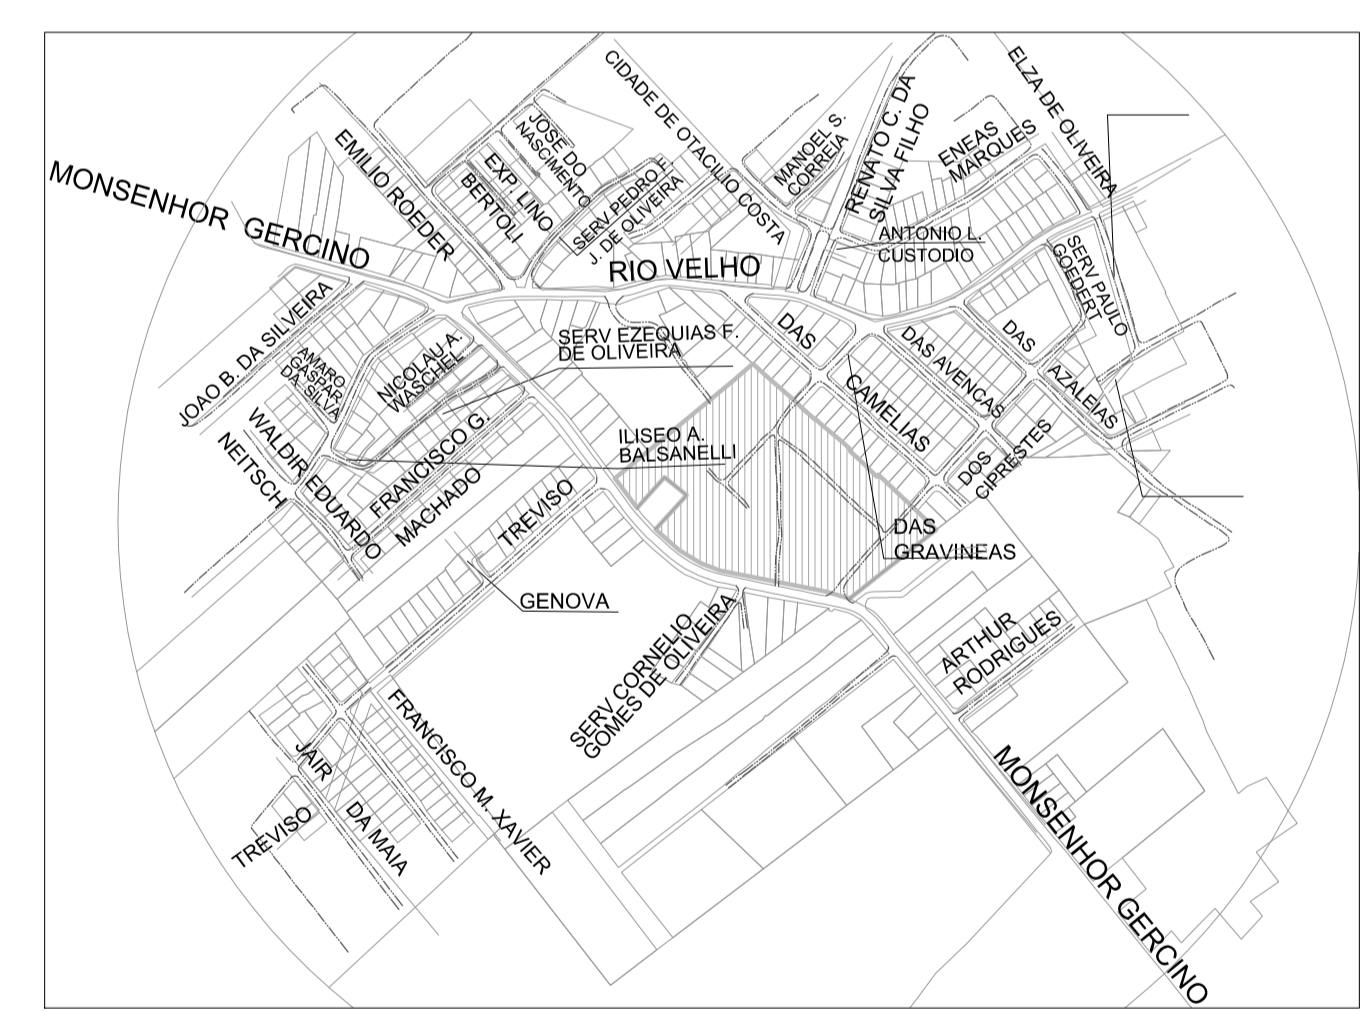 CIDADE DE OTACILIO COSTA
ELZA DE OLIVEIRA
MANOEL S.
CORREIA
RENATO C. DA
SILVA FILHO
ENEAS
MARQUES
EMILIO ROEDER
JOSE DO
NASCIMENTO
EXP. LINO
BERTOLI
SERV PEDRO F.
J. DE OLIVEIRA
MONSENHOR GERCINO
RIO VELHO
ANTONIO L.
CUSTODIO
SERV PAULO
GOEDERT
JOAO B. DA SILVEIRA
AMARO
GASPAR
DA SILVA
NICOLAU A.
WASCHEL
SERV EZEQUIAS F.
DE OLIVEIRA
DAS
CAMELIAS
DAS AVENCAS
DAS
AZALEIAS
WALDIR EDUARDO
NEITSCH
FRANCISCO G.
MACHADO
ILISEO A.
BALSANELLI
DOS
CIPRESTES
TREVISO
DAS
GRAVINEAS
GENOVA
SERV CORNELIO
GOMES DE OLIVEIRA
ARTHUR
RODRIGUES
FRANCISCO M. XAVIER
JAIR
DA MAIA
TREVISO
MONSENHOR GERCINO